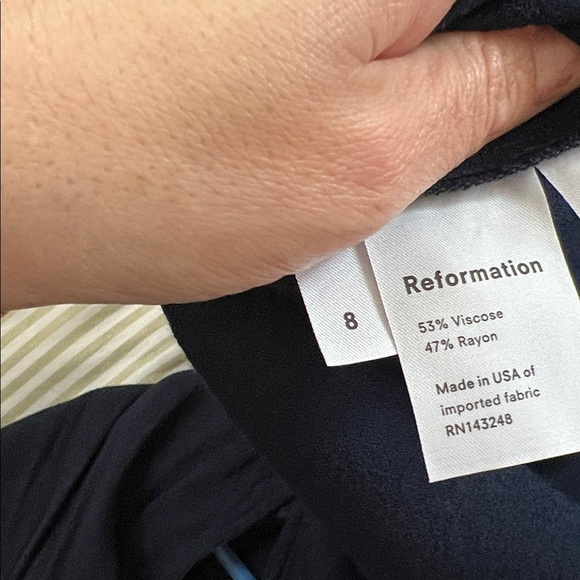 8
Reformation
53% Viscose
47% Rayon
Made in USA of
imported fabric
RN143248